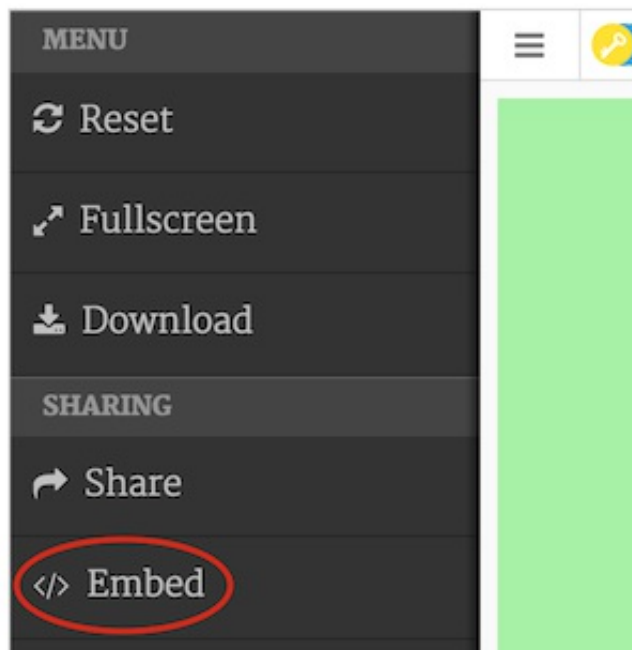 MENU
Reset
Fullscreen
Download
SHARING
Share
</> Embed